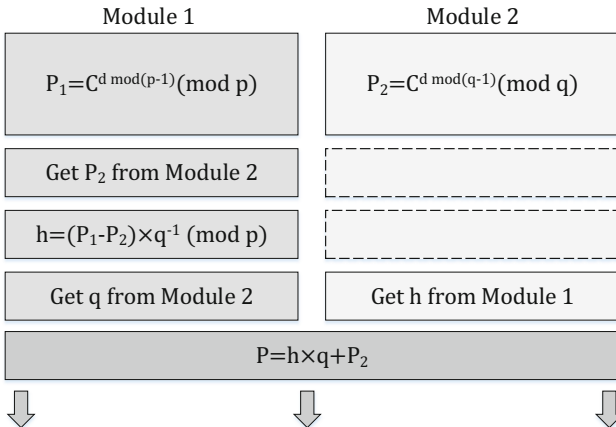 Module 1 Module 2
P₁=C^{d mod(p-1)}(mod p) P₂=C^{d mod(q-1)}(mod q)
Get P₂ from Module 2
h=(P₁-P₂)×q⁻¹ (mod p)
Get q from Module 2 Get h from Module 1
P=h×q+P₂